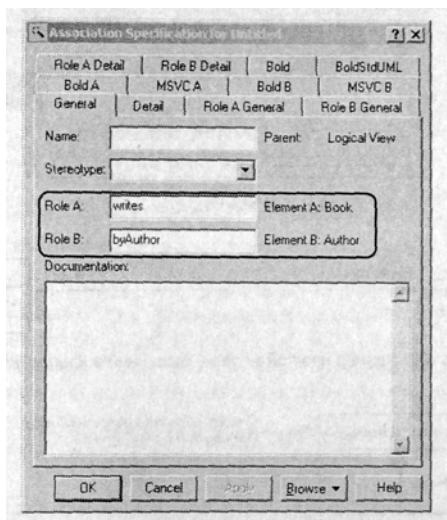 Association Specification for Untitled
Role A Detail Role B Detail Bold BoldStdUML
Bold A MSVC A Bold B MSVC B
General Detail Role A General Role B General
Name: Parent: Logical View
Stereotype:
Role A: writes Element A: Book
Role B: byAuthor Element B: Author
Documentation:
OK Cancel Apply Browse Help